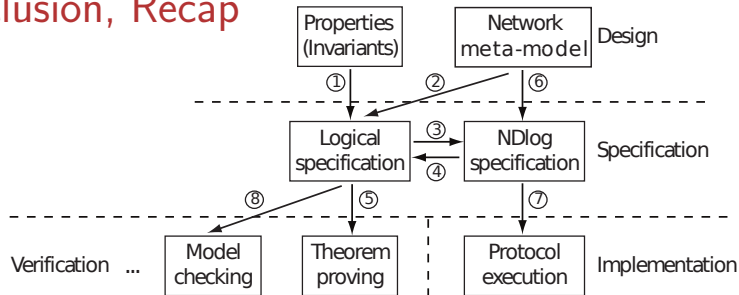 lusion, Recap
Properties
(Invariants)
Network
meta-model
Design
①
②
⑥
Logical
specification
③
④
NDlog
specification
Specification
⑧
⑤
⑦
Verification ...
Model
checking
Theorem
proving
Protocol
execution
Implementation